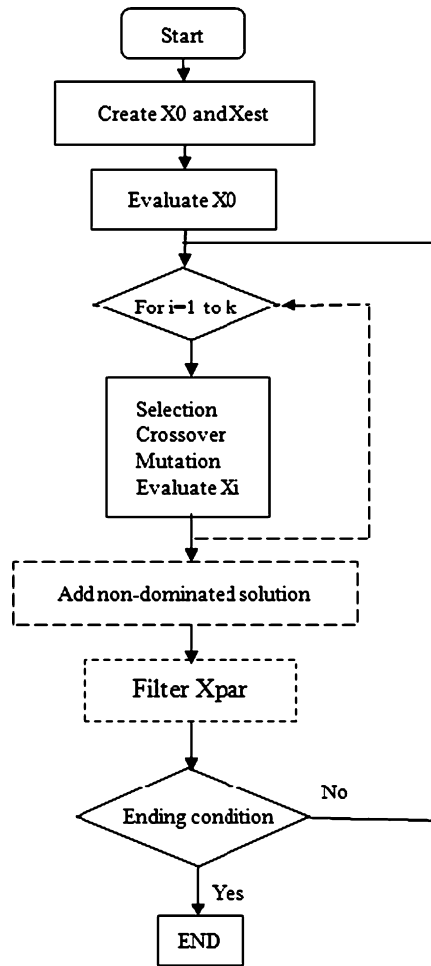 Start
Create X0 and Xest
Evaluate X0
For i=1 to k
Selection
Crossover
Mutation
Evaluate Xi
Add non-dominated solution
Filter Xpar
Ending condition
No
Yes
END